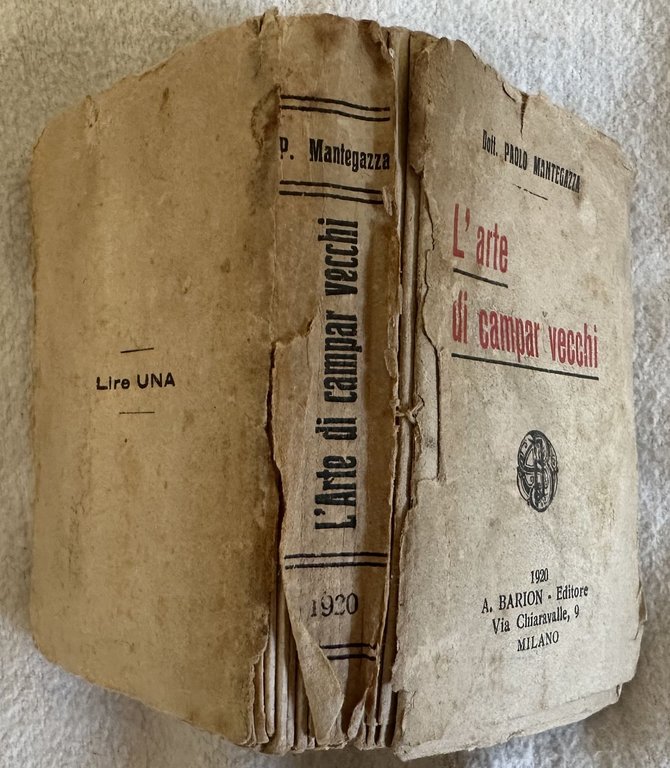 Lire UNA
P. Mantegazza
L'Arte di campar vecchi
1920
Dott. PAOLO MANTEGAZZA
L'arte
di campar vecchi
1920
A. BARION - Editore
Via Chiaravalle, 9
MILANO